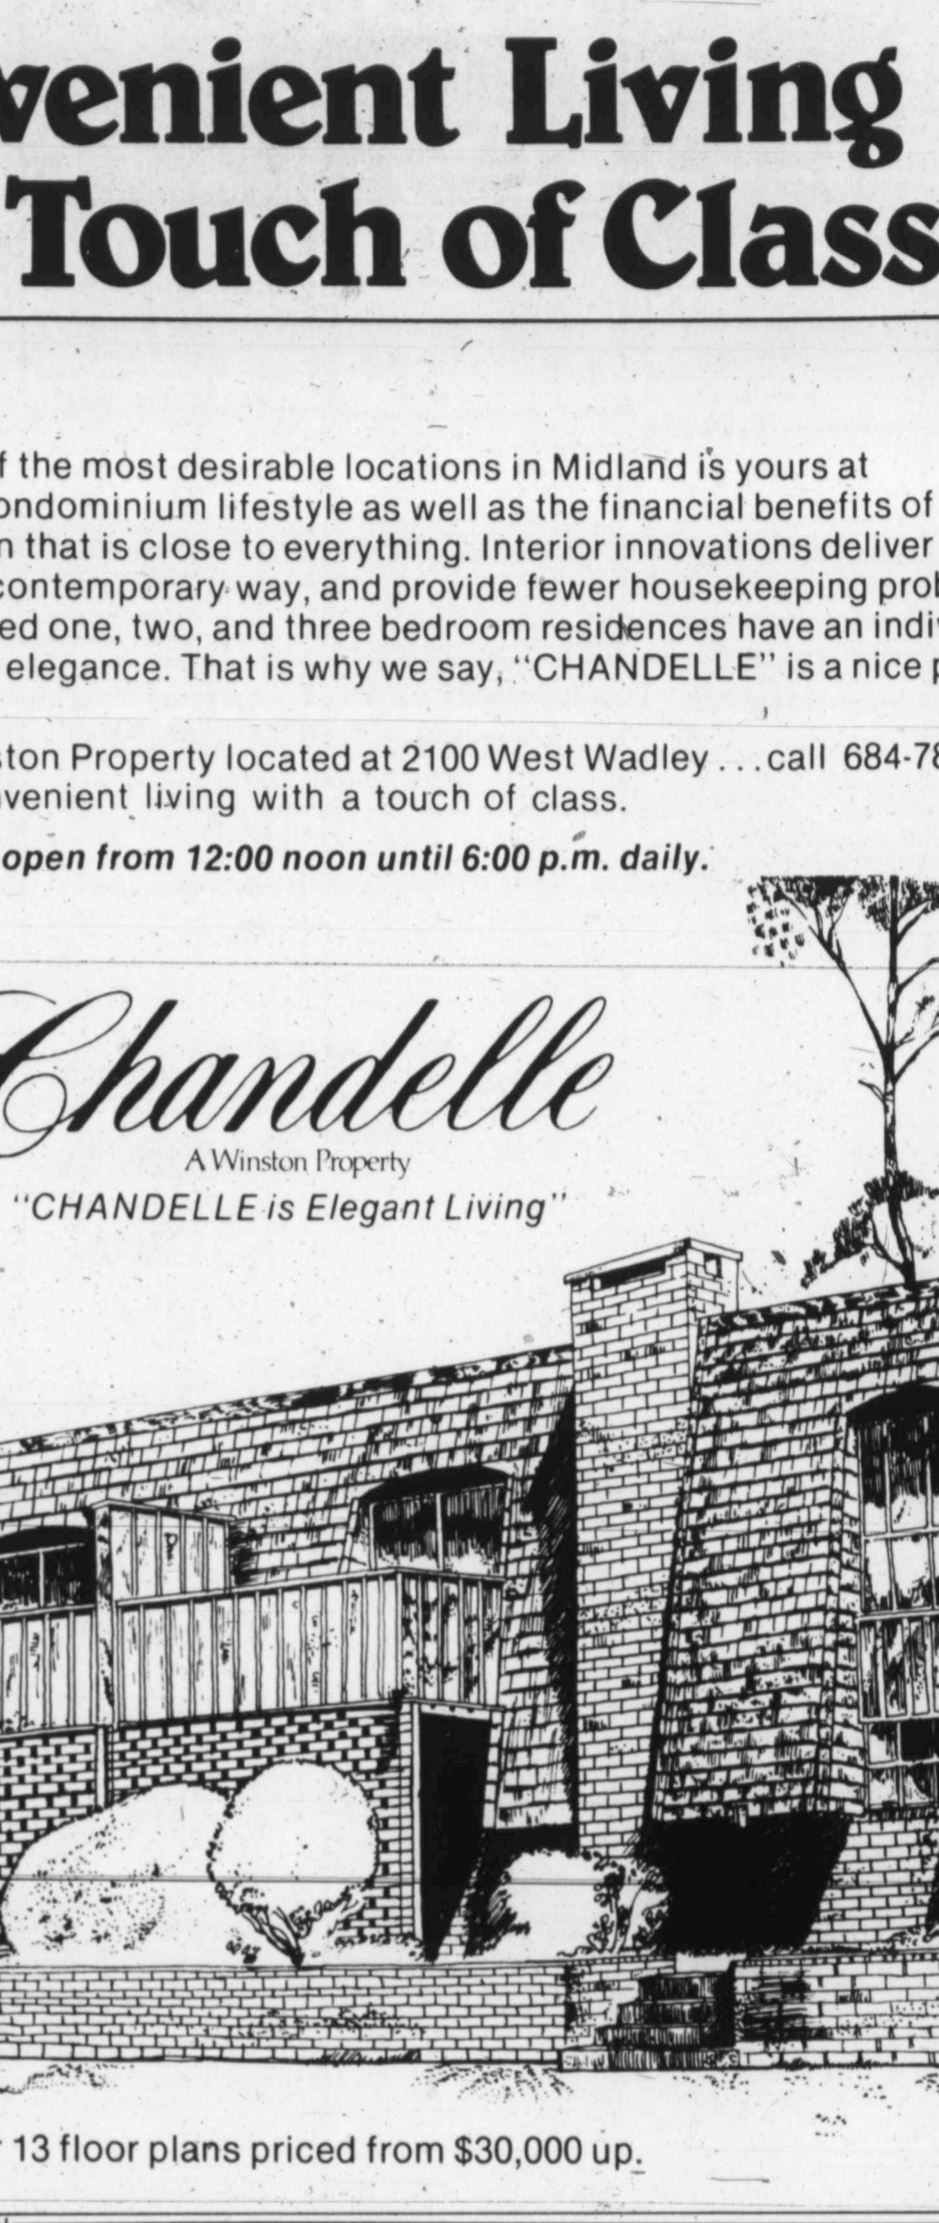 venient Living
Touch of Class
f the most desirable locations in Midland is yours at
ondominium lifestyle as well as the financial benefits of
n that is close to everything. Interior innovations deliver
contemporary way, and provide fewer housekeeping prob
ed one, two, and three bedroom residences have an indiv
elegance. That is why we say, "CHANDELLE" is a nice p
ston Property located at 2100 West Wadley . . . call 684-78
nvenient living with a touch of class.
open from 12:00 noon until 6:00 p.m. daily.
Chandelle
A Winston Property
"CHANDELLE is Elegant Living"
13 floor plans priced from $30,000 up.